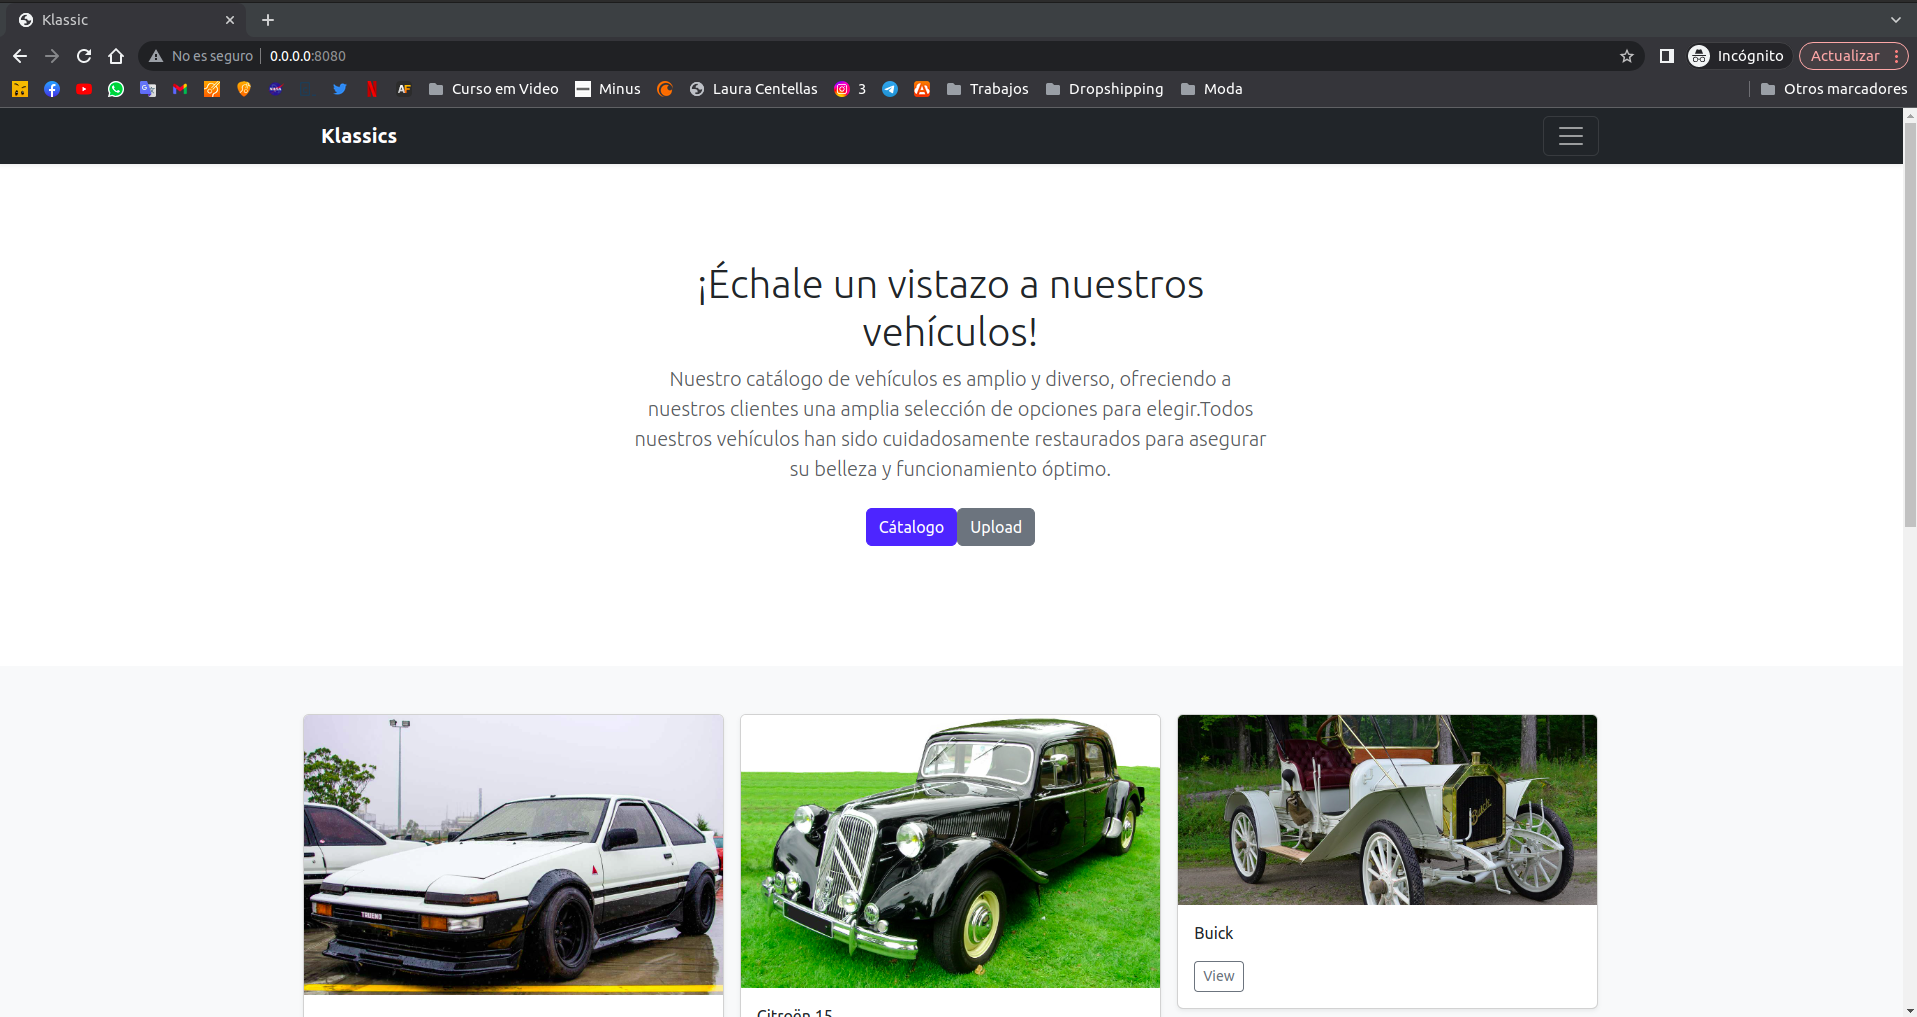 Klassic
No es seguro | 0.0.0.0:8080
Incógnito
Actualizar
AF
Curso em Video
Minus
Laura Centellas
3
Trabajos
Dropshipping
Moda
Otros marcadores
Klassics
¡Échale un vistazo a nuestros
vehículos!
Nuestro catálogo de vehículos es amplio y diverso, ofreciendo a
nuestros clientes una amplia selección de opciones para elegir.Todos
nuestros vehículos han sido cuidadosamente restaurados para asegurar
su belleza y funcionamiento óptimo.
Cátalogo
Upload
TRUENO
Buick
Buick
View
Citroën 15